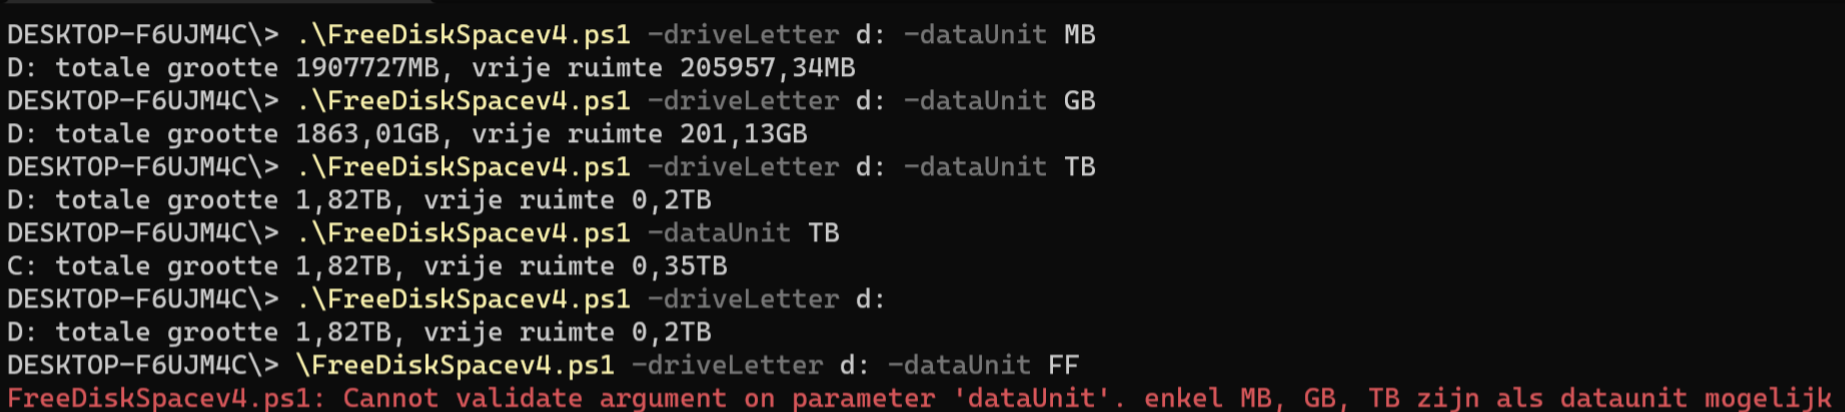 DESKTOP-F6UJM4C\> .\FreeDiskSpacev4.ps1 -driveLetter d: -dataUnit MB
D: totale grootte 1907727MB, vrije ruimte 205957,34MB
DESKTOP-F6UJM4C\> .\FreeDiskSpacev4.ps1 -driveLetter d: -dataUnit GB
D: totale grootte 1863,01GB, vrije ruimte 201,13GB
DESKTOP-F6UJM4C\> .\FreeDiskSpacev4.ps1 -driveLetter d: -dataUnit TB
D: totale grootte 1,82TB, vrije ruimte 0,2TB
DESKTOP-F6UJM4C\> .\FreeDiskSpacev4.ps1 -dataUnit TB
C: totale grootte 1,82TB, vrije ruimte 0,35TB
DESKTOP-F6UJM4C\> .\FreeDiskSpacev4.ps1 -driveLetter d:
D: totale grootte 1,82TB, vrije ruimte 0,2TB
DESKTOP-F6UJM4C\> \FreeDiskSpacev4.ps1 -driveLetter d: -dataUnit FF
FreeDiskSpacev4.ps1: Cannot validate argument on parameter 'dataUnit'. enkel MB, GB, TB zijn als dataunit mogelijk